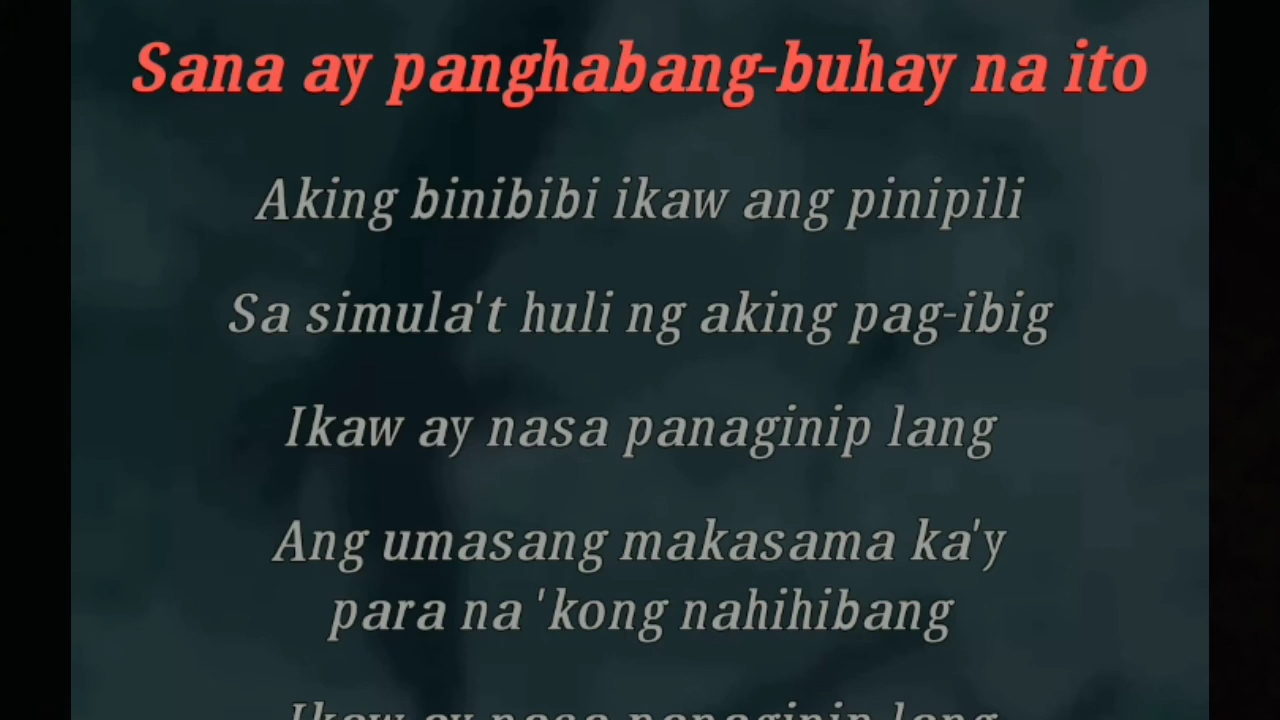 Sana ay panghabang-buhay na ito
Aking binibibi ikaw ang pinipili
Sa simula't huli ng aking pag-ibig
Ikaw ay nasa panaginip lang
Ang umasang makasama ka'y
para na 'kong nahihibang
Ikaw ay nasa panaginip lang